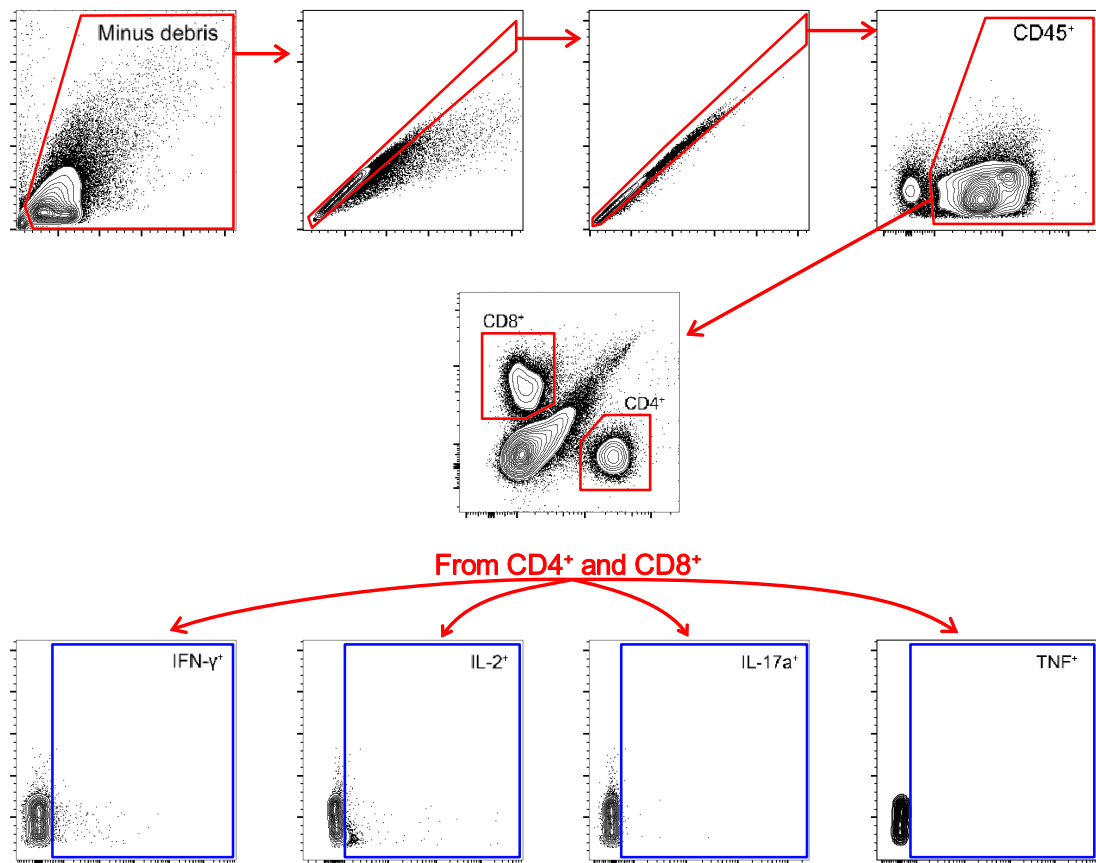 Minus debris
CD45⁺
CD8⁺
CD4⁺
From CD4⁺ and CD8⁺
IFN-γ⁺
IL-2⁺
IL-17a⁺
TNF⁺